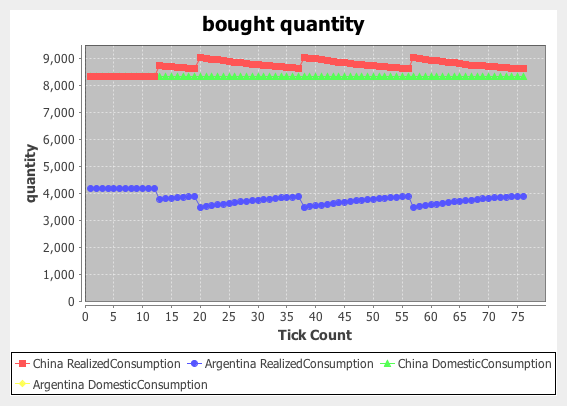 bought quantity
9,000
8,000
7,000
6,000
5,000
4,000
3,000
2,000
1,000
0
quantity
0 5 10 15 20 25 30 35 40 45 50 55 60 65 70 75
Tick Count
China RealizedConsumption Argentina RealizedConsumption China DomesticConsumption
Argentina DomesticConsumption